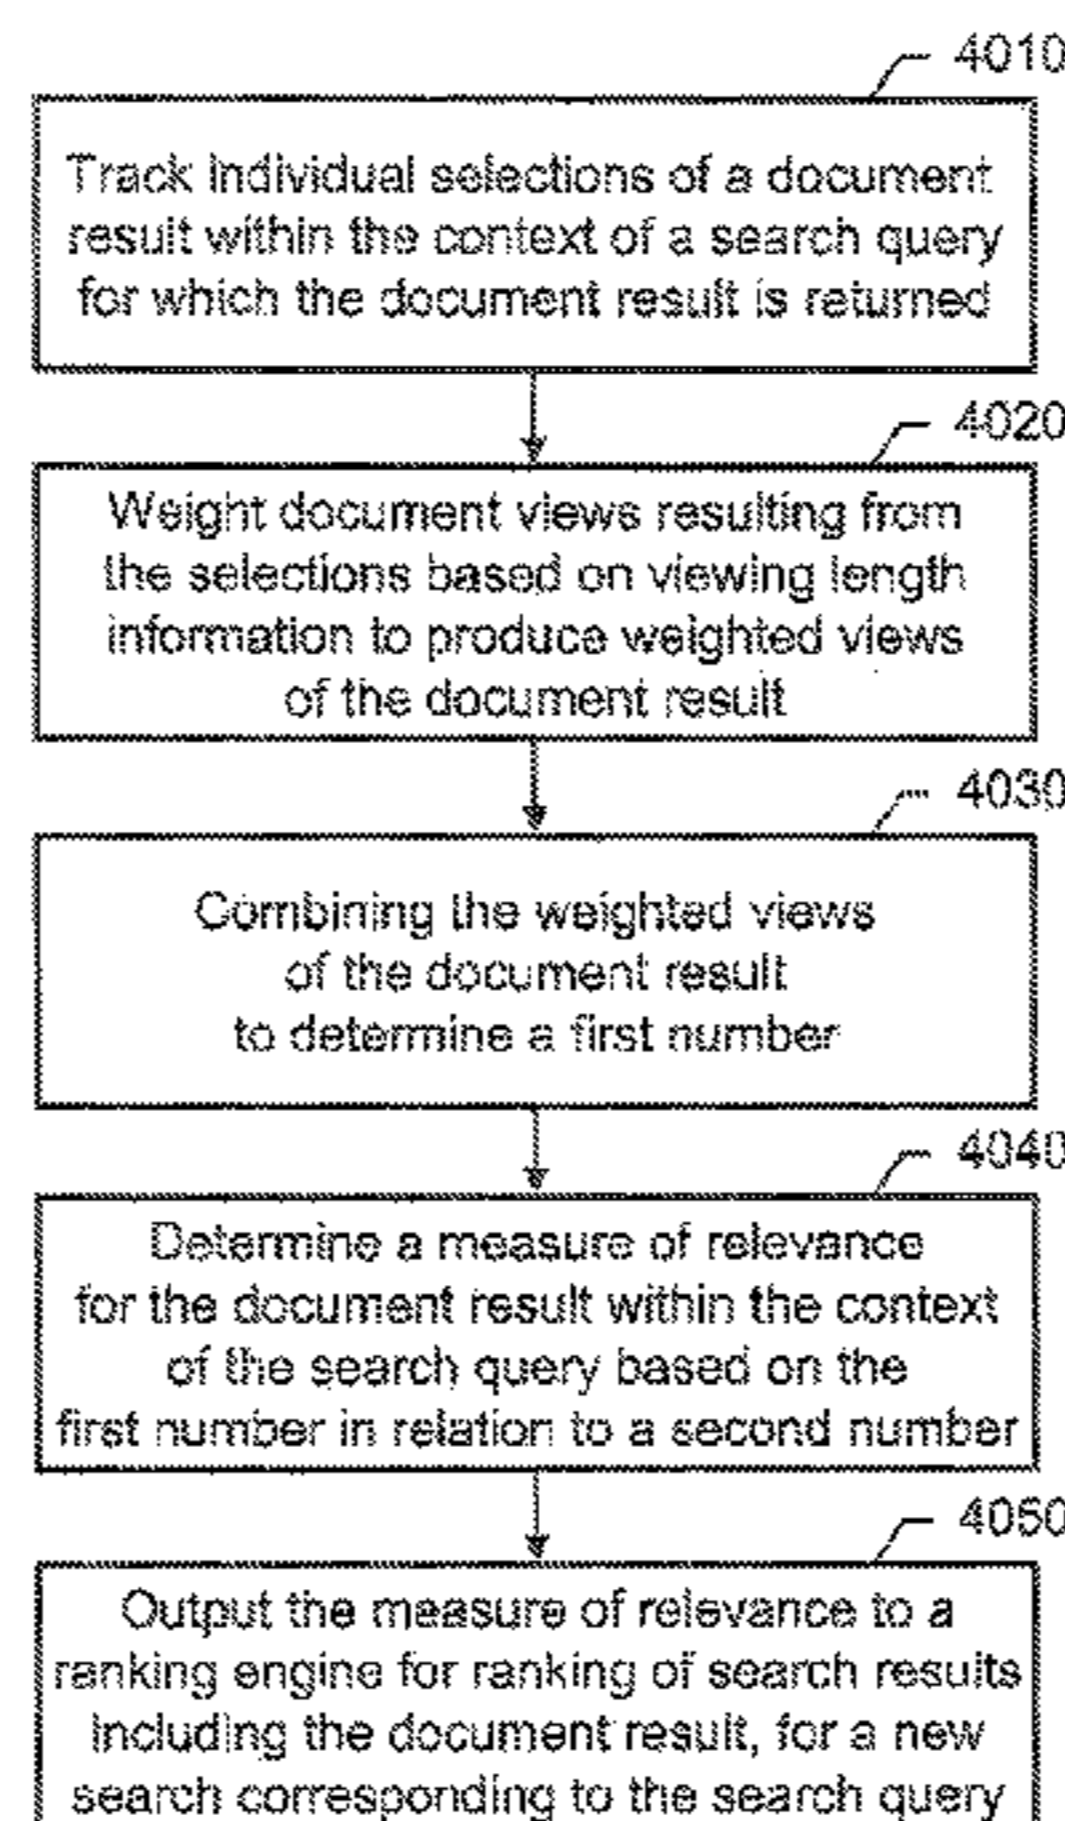 4010
Track individual selections of a document
result within the context of a search query
for which the document result is returned
4020
Weight document views resulting from
the selections based on viewing length
information to produce weighted views
of the document result
4030
Combining the weighted views
of the document result
to determine a first number
4040
Determine a measure of relevance
for the document result within the context
of the search query based on the
first number in relation to a second number
4050
Output the measure of relevance to a
ranking engine for ranking of search results
including the document result, for a new
search corresponding to the search query